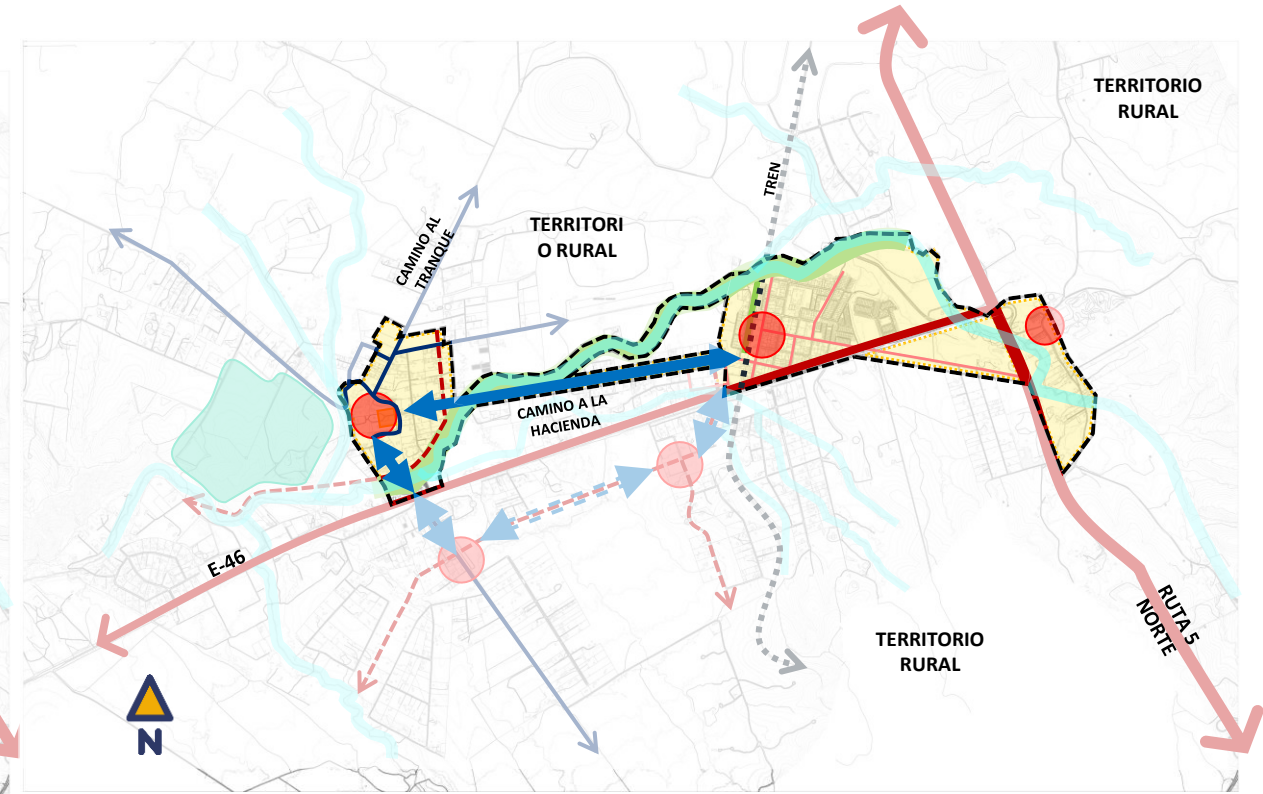 TERRITORIO
RURAL
TREN
TERRITORI
O RURAL
CAMINO AL
TRANQUE
CAMINO A LA
HACIENDA
E-46
RUTA 5
NORTE
TERRITORIO
RURAL
N